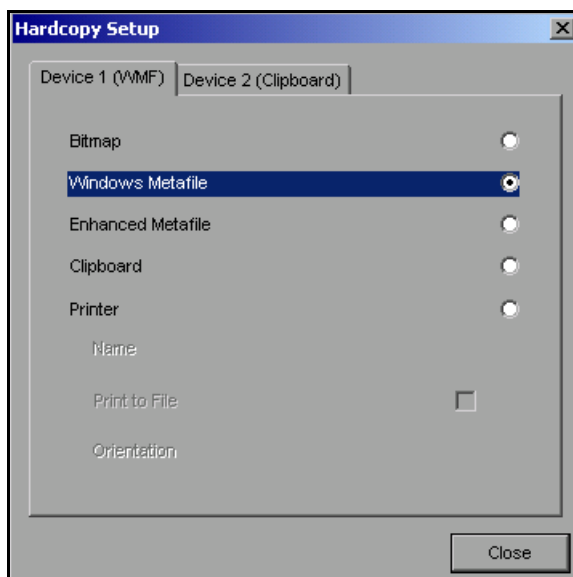 Hardcopy Setup
Device 1 (WMF)
Device 2 (Clipboard)
Bitmap
Windows Metafile
Enhanced Metafile
Clipboard
Printer
Name
Print to File
Orientation
Close